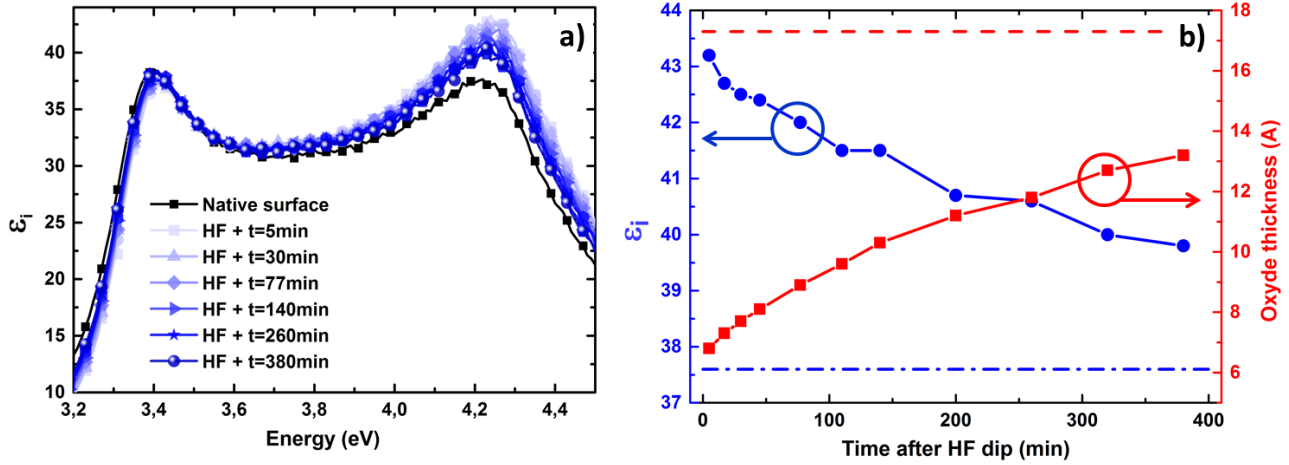 a)
40
35
30
25
20
15
10
εi
3,2
3,4
3,6
3,8
4,0
4,2
4,4
Energy (eV)
Native surface
HF + t=5min
HF + t=30min
HF + t=77min
HF + t=140min
HF + t=260min
HF + t=380min
b)
44
43
42
41
40
39
38
37
εi
0
100
200
300
400
Time after HF dip (min)
18
16
14
12
10
8
6
Oxyde thickness (A)